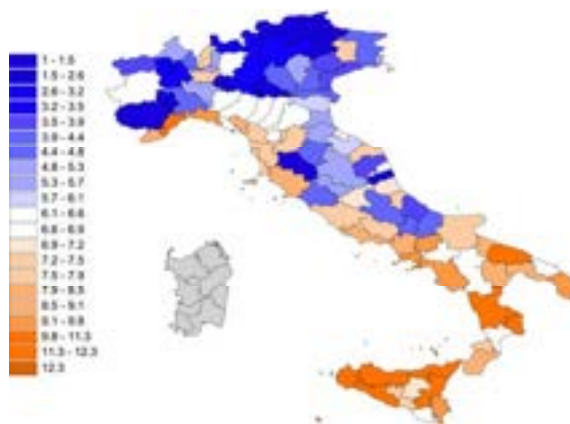 1 - 1.5
1.5 - 2.6
2.6 - 3.2
3.2 - 3.5
3.5 - 3.9
3.9 - 4.4
4.4 - 4.8
4.8 - 5.3
5.3 - 5.7
5.7 - 6.1
6.1 - 6.6
6.8 - 6.9
6.9 - 7.2
7.2 - 7.5
7.5 - 7.9
7.9 - 8.5
8.5 - 9.1
9.1 - 9.8
9.8 - 11.3
11.3 - 12.3
12.3